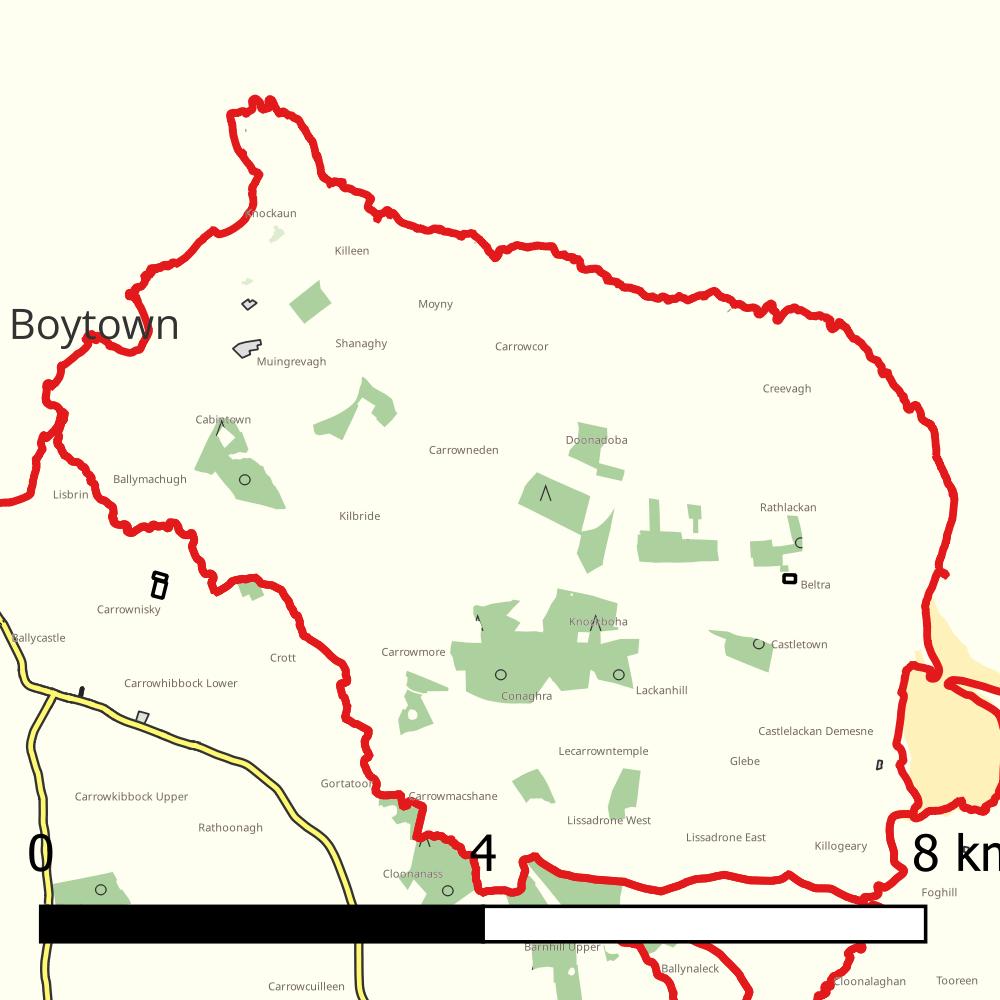 Knockaun
Killeen
Moyny
Boytown
Shanaghy
Carrowcor
Muingrevagh
Creevagh
Cabintown
Doonadoba
Carrowneden
Ballymachugh
Lisbrin
Rathlackan
Kilbride
Beltra
Carrownisky
Knockboha
Ballycastle
Castletown
Carrowmore
Crott
Carrowhibbock Lower
Lackanhill
Conaghra
Castlelackan Demesne
Lecarrowntemple
Glebe
Gortatoor
Carrowkibbock Upper
Carrowmacshane
Lissadrone West
Rathoonagh
Lissadrone East
Killogeary
0 4 8 km
Cloonanass
Foghill
Barnhill Upper
Ballynaleck
Cloonalaghan
Tooreen
Carrowcuilleen